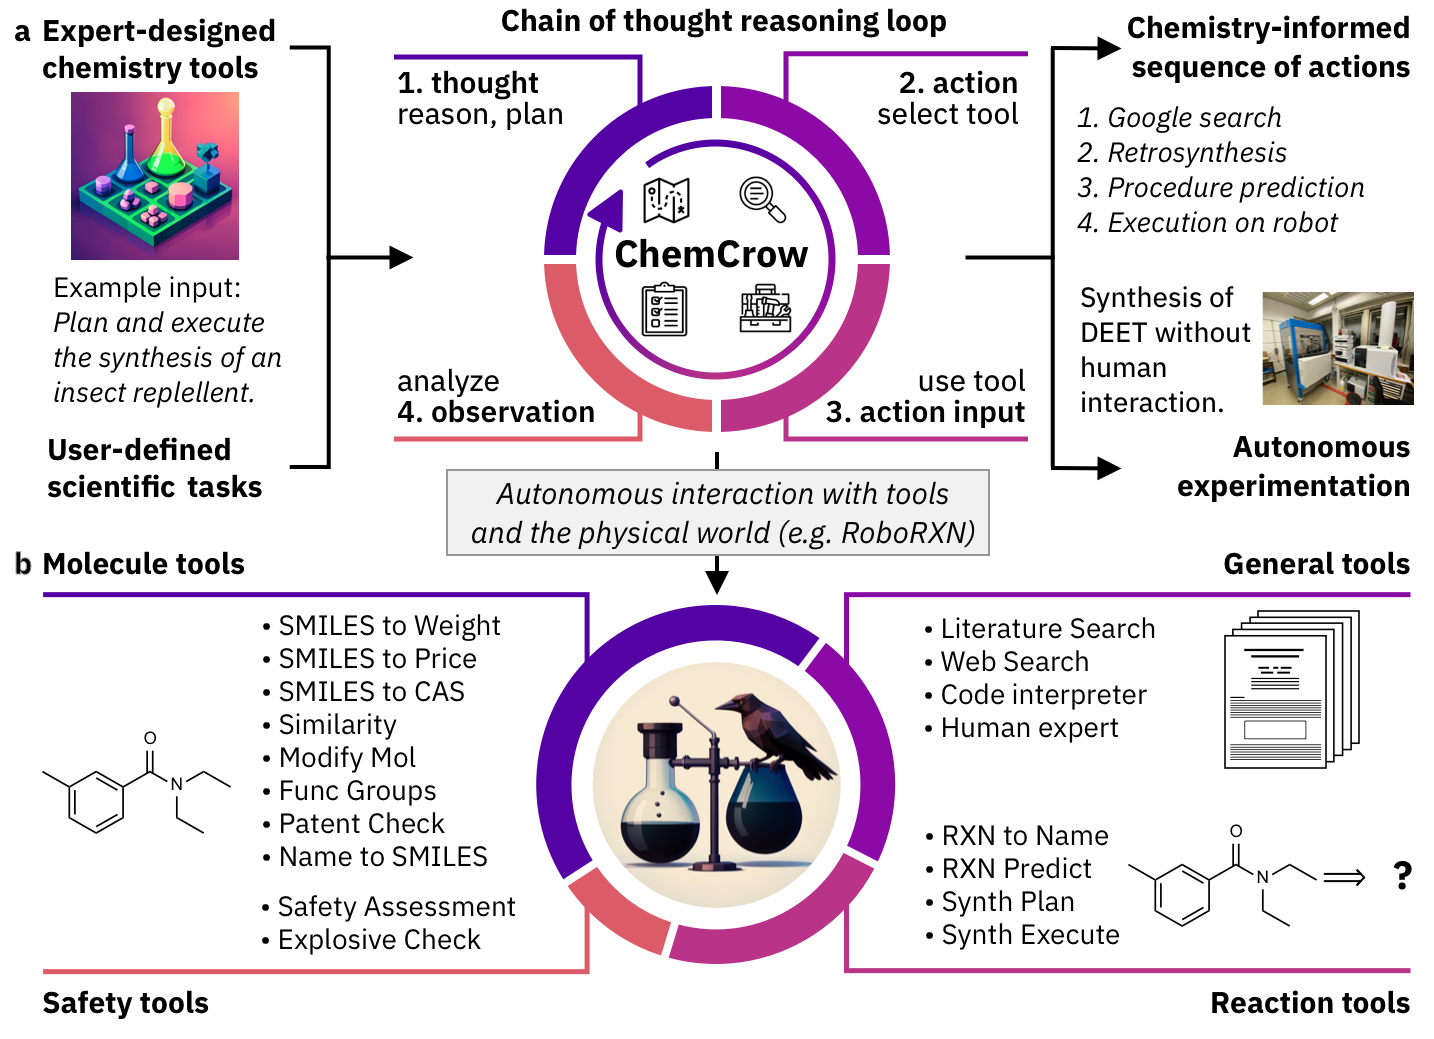 a Expert-designed
chemistry tools
Example input:
Plan and execute
the synthesis of an
insect repllellent.
User-defined
scientific tasks
Chain of thought reasoning loop
1. thought
reason, plan
2. action
select tool
ChemCrow
analyze
4. observation
use tool
3. action input
Chemistry-informed
sequence of actions
1. Google search
2. Retrosynthesis
3. Procedure prediction
4. Execution on robot
Synthesis of
DEET without
human
interaction.
Autonomous
experimentation
Autonomous interaction with tools
and the physical world (e.g. RoboRXN)
b Molecule tools
• SMILES to Weight
• SMILES to Price
• SMILES to CAS
• Similarity
• Modify Mol
• Func Groups
• Patent Check
• Name to SMILES
O
N
• Safety Assessment
• Explosive Check
Safety tools
General tools
• Literature Search
• Web Search
• Code interpreter
• Human expert
• RXN to Name
• RXN Predict
• Synth Plan
• Synth Execute
O
N
?
Reaction tools